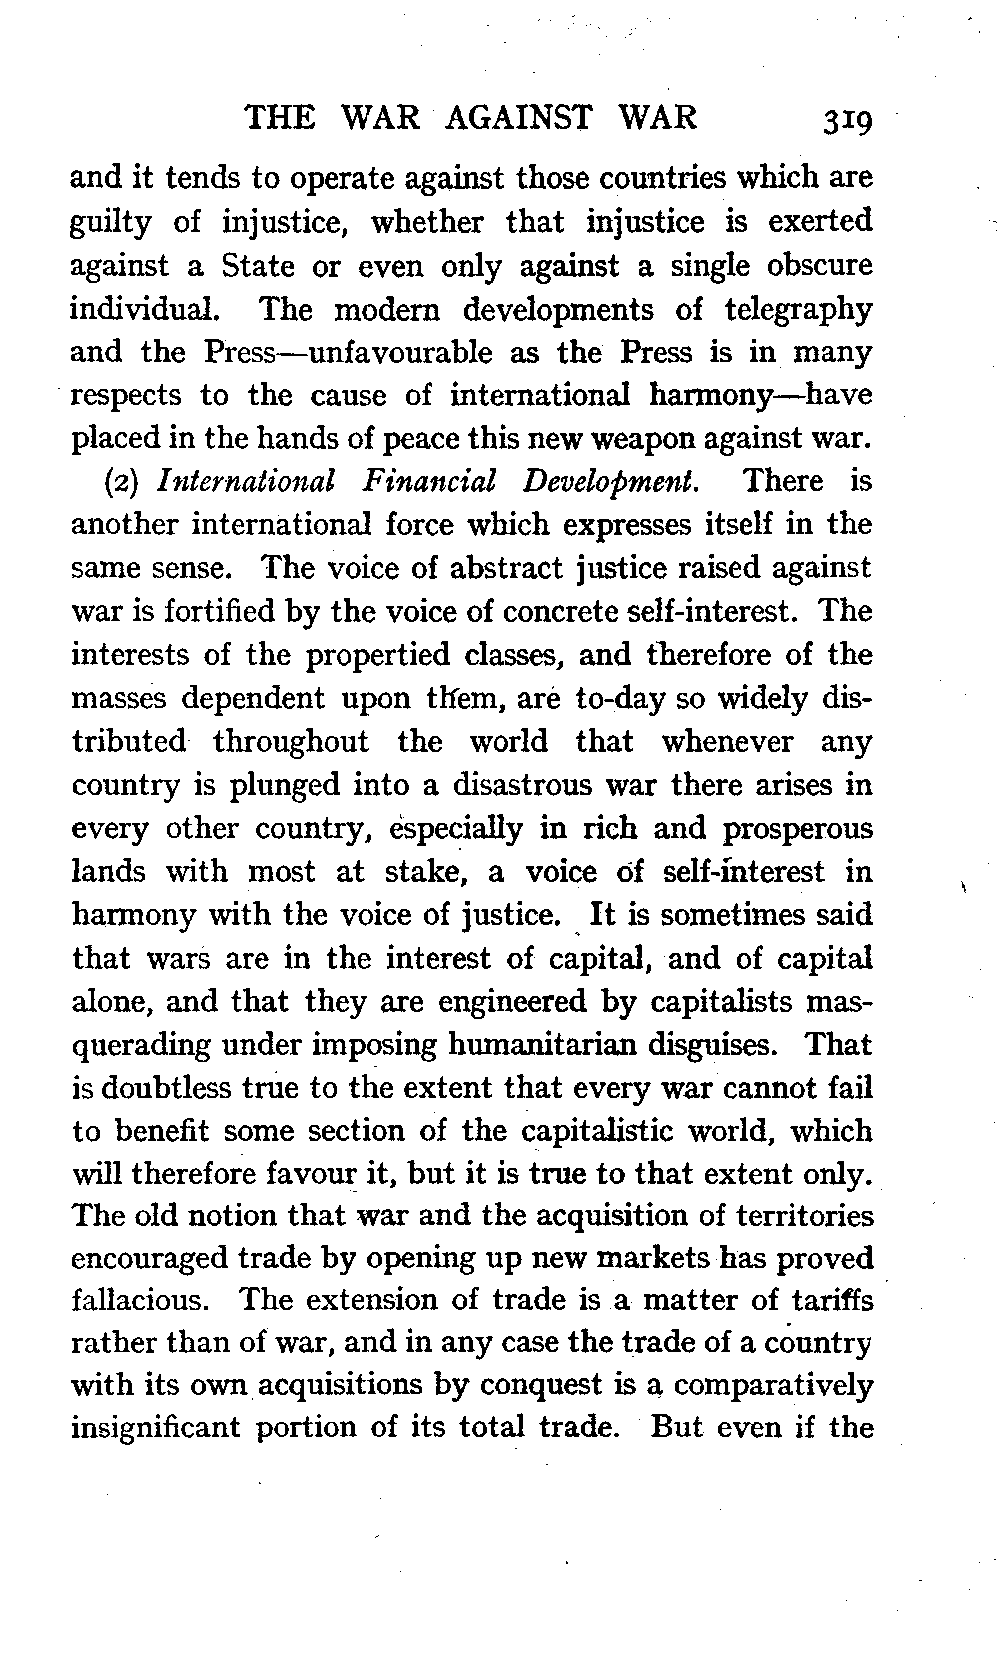 THE WAR AGAINST WAR 319
and it tends to operate against those countries which are
guilty of injustice, whether that injustice is exerted
against a State or even only against a single obscure
individual. The modern developments of telegraphy
and the Press—unfavourable as the Press is in many
respects to the cause of international harmony—have
placed in the hands of peace this new weapon against war.
(2) International Financial Development. There is
another international force which expresses itself in the
same sense. The voice of abstract justice raised against
war is fortified by the voice of concrete self-interest. The
interests of the propertied classes, and therefore of the
masses dependent upon them, are to-day so widely dis-
tributed throughout the world that whenever any
country is plunged into a disastrous war there arises in
every other country, especially in rich and prosperous
lands with most at stake, a voice of self-interest in
harmony with the voice of justice. It is sometimes said
that wars are in the interest of capital, and of capital
alone, and that they are engineered by capitalists mas-
querading under imposing humanitarian disguises. That
is doubtless true to the extent that every war cannot fail
to benefit some section of the capitalistic world, which
will therefore favour it, but it is true to that extent only.
The old notion that war and the acquisition of territories
encouraged trade by opening up new markets has proved
fallacious. The extension of trade is a matter of tariffs
rather than of war, and in any case the trade of a country
with its own acquisitions by conquest is a comparatively
insignificant portion of its total trade. But even if the